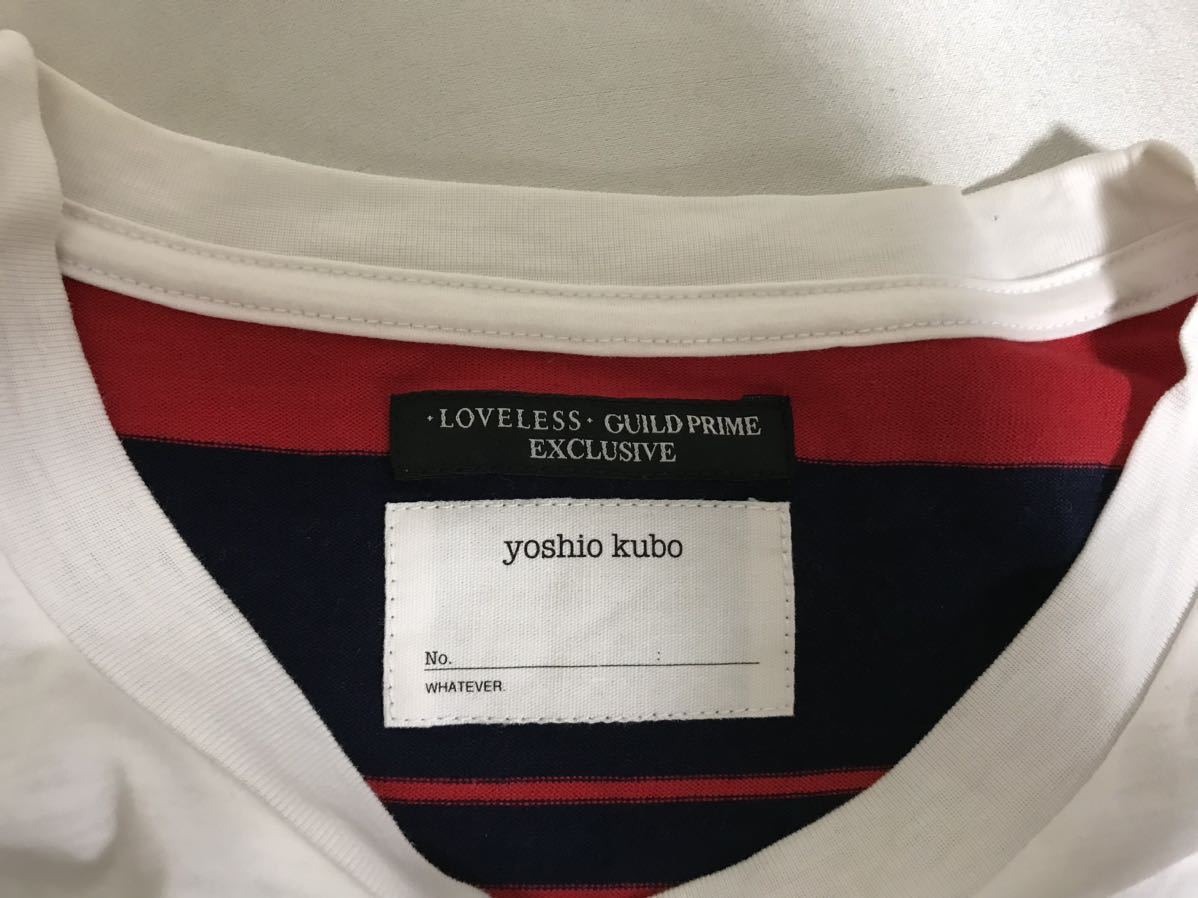 ·LOVELESS· GUILD PRIME
EXCLUSIVE
yoshio kubo
No. :
WHATEVER.